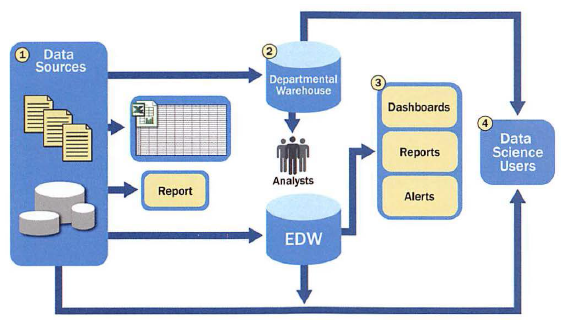 1
Data
Sources
Report
2
Departmental
Warehouse
Analysts
EDW
3
Dashboards
Reports
Alerts
4
Data
Science
Users